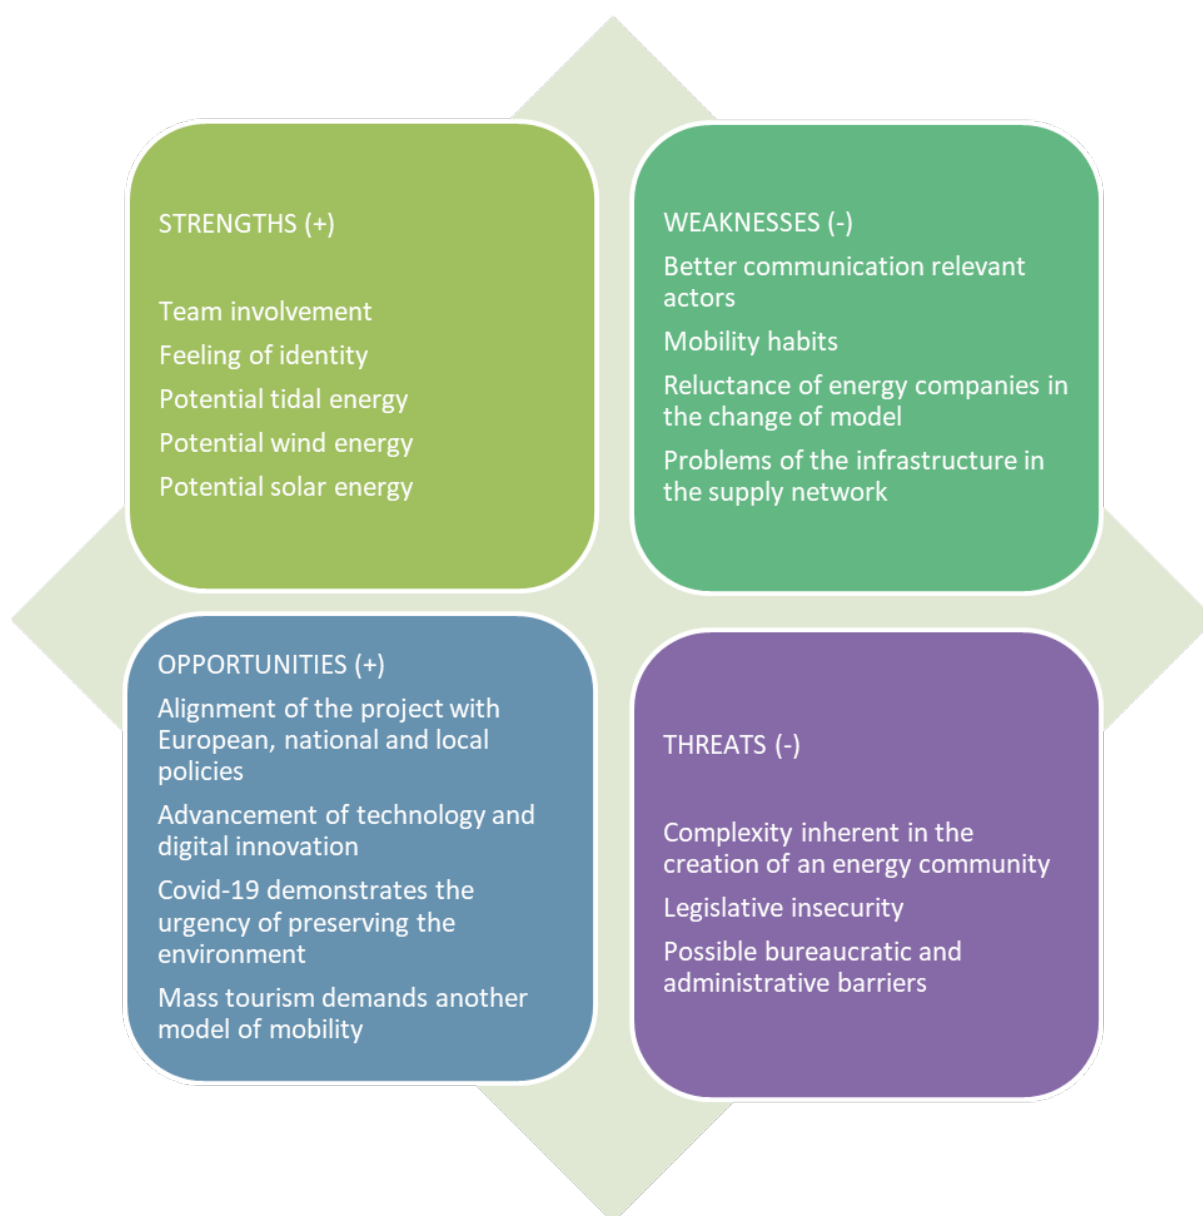 STRENGTHS (+)
Team involvement
Feeling of identity
Potential tidal energy
Potential wind energy
Potential solar energy
WEAKNESSES (-)
Better communication relevant
actors
Mobility habits
Reluctance of energy companies in
the change of model
Problems of the infrastructure in
the supply network
OPPORTUNITIES (+)
Alignment of the project with
European, national and local
policies
Advancement of technology and
digital innovation
Covid-19 demonstrates the
urgency of preserving the
environment
Mass tourism demands another
model of mobility
THREATS (-)
Complexity inherent in the
creation of an energy community
Legislative insecurity
Possible bureaucratic and
administrative barriers